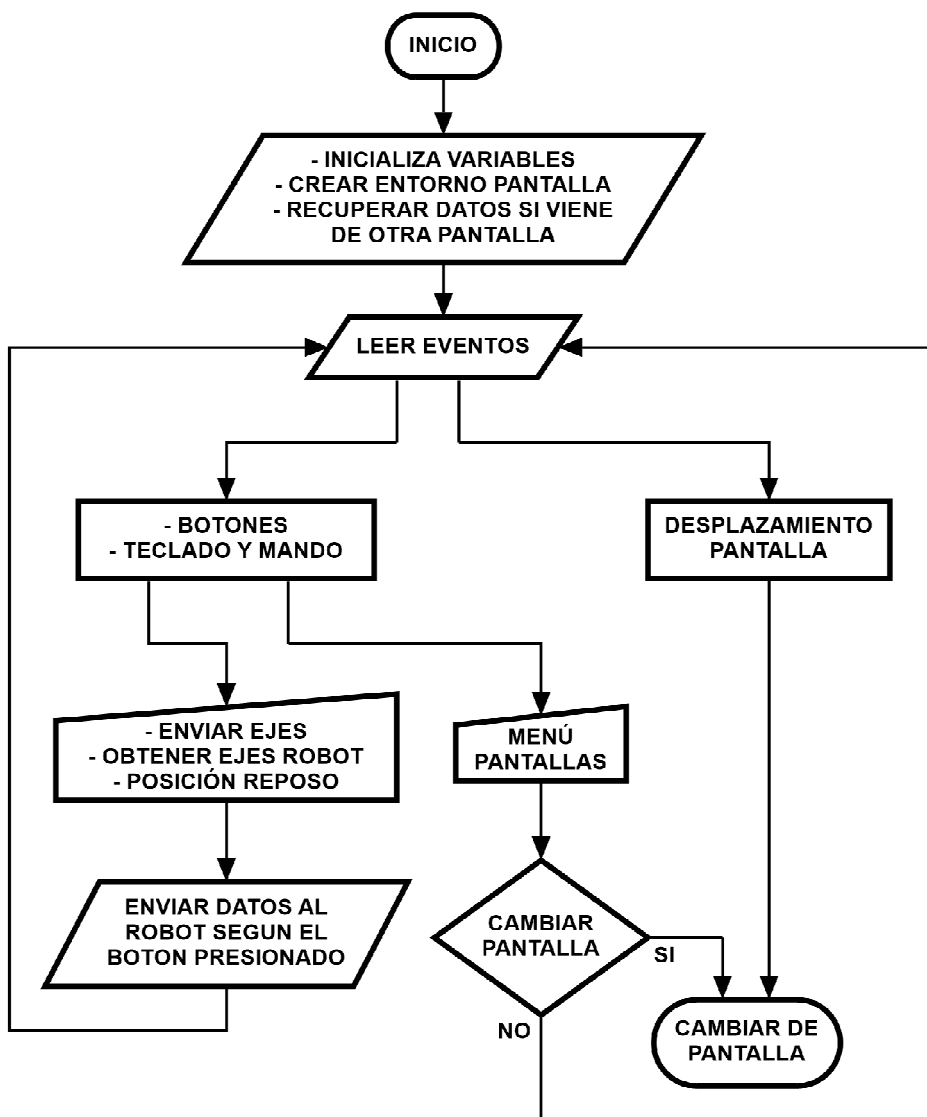 INICIO
- INICIALIZA VARIABLES
- CREAR ENTORNO PANTALLA
- RECUPERAR DATOS SI VIENE
DE OTRA PANTALLA
LEER EVENTOS
- BOTONES
- TECLADO Y MANDO
DESPLAZAMIENTO
PANTALLA
- ENVIAR EJES
- OBTENER EJES ROBOT
- POSICIÓN REPOSO
MENÚ
PANTALLAS
ENVIAR DATOS AL
ROBOT SEGUN EL
BOTON PRESIONADO
CAMBIAR
PANTALLA
SI
NO
CAMBIAR DE
PANTALLA